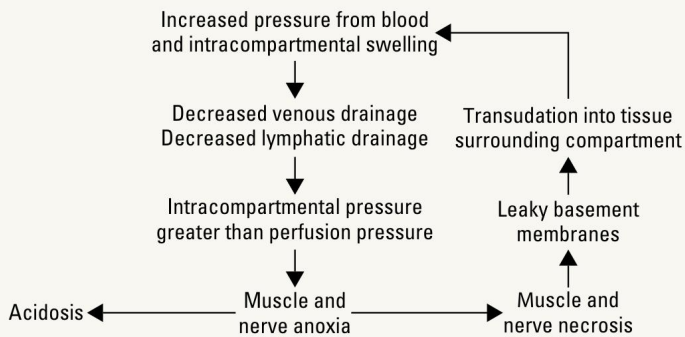 Increased pressure from blood
and intracompartmental swelling
Decreased venous drainage
Decreased lymphatic drainage
Transudation into tissue
surrounding compartment
Intracompartmental pressure
greater than perfusion pressure
Leaky basement
membranes
Acidosis
Muscle and
nerve anoxia
Muscle and
nerve necrosis